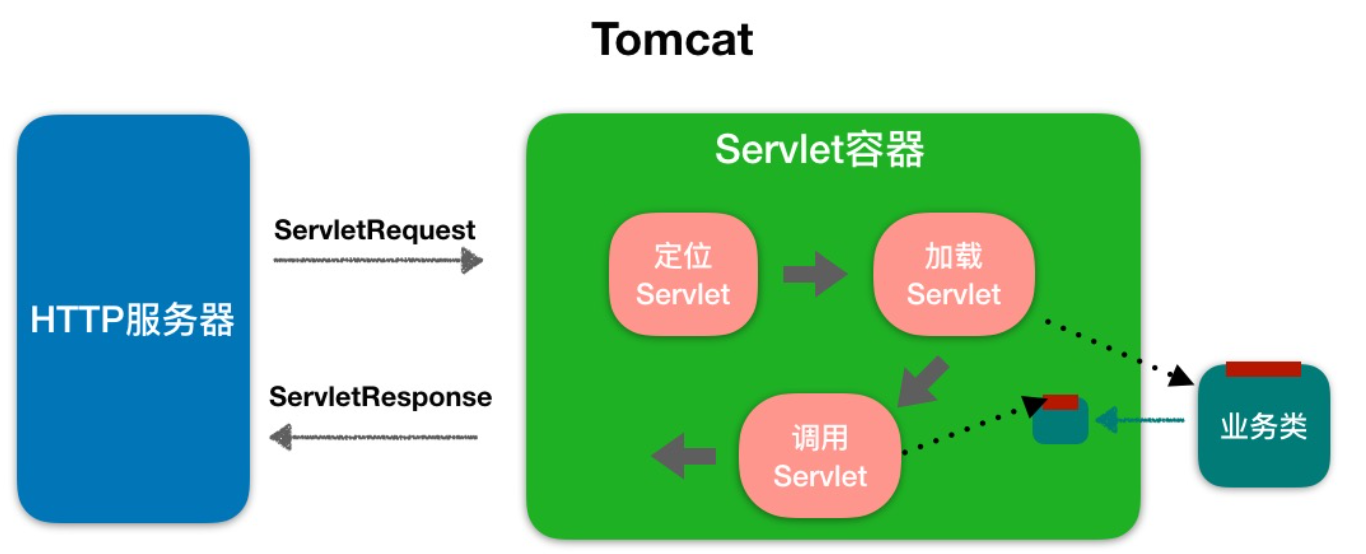 Tomcat
Servlet容器
ServletRequest
定位
Servlet
加载
Servlet
HTTP服务器
ServletResponse
调用
Servlet
业务类